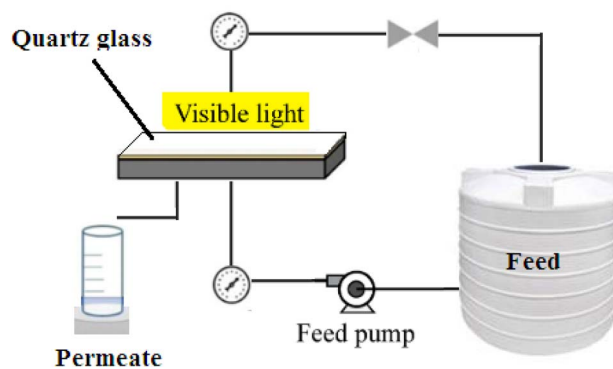 Quartz glass
Visible light
Feed
Feed pump
Permeate